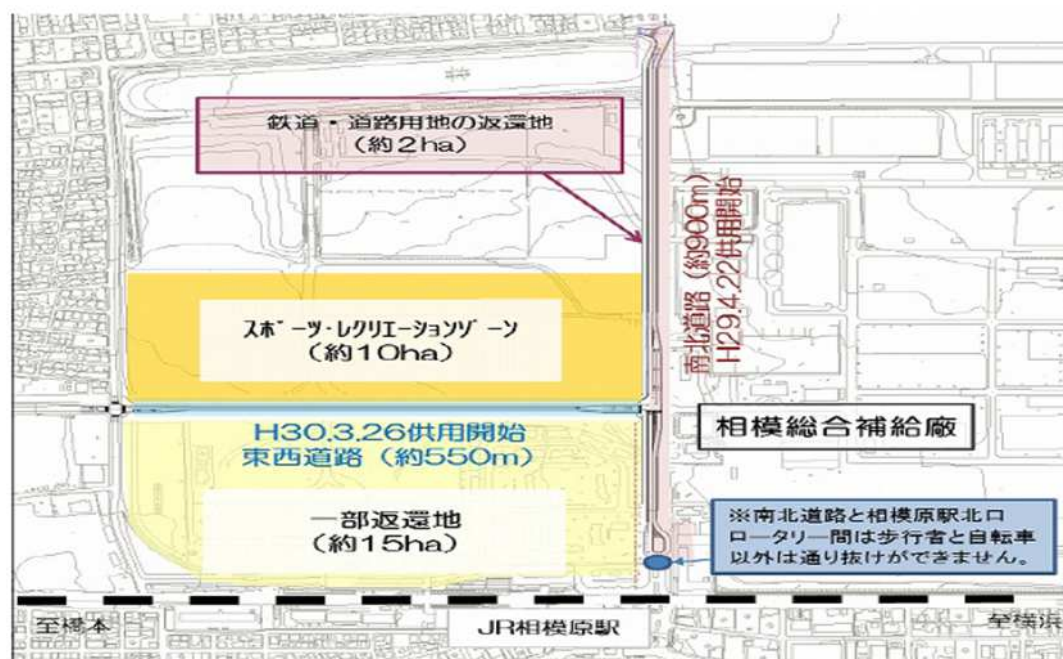 鉄道・道路用地の返還地
（約2ha）
南北道路（約900m）
H29.4.22供用開始
スポーツ・レクリエーションゾーン
（約10ha）
H30.3.26供用開始
東西道路（約550m）
相模総合補給廠
一部返還地
（約15ha）
※南北道路と相模原駅北口
ロータリー間は歩行者と自転車
以外は通り抜けができません。
至橋本
JR相模原駅
至横浜